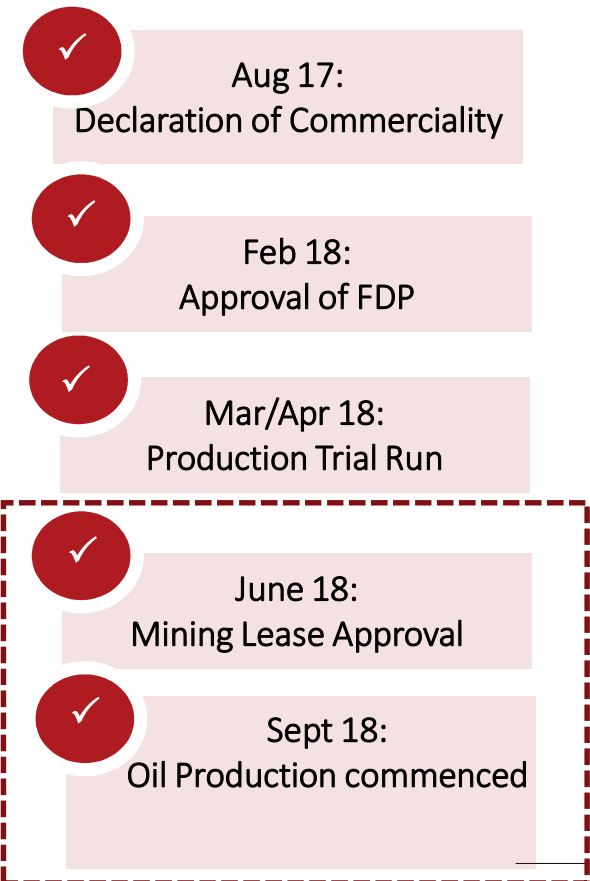 Aug 17:
Declaration of Commerciality
Feb 18:
Approval of FDP
Mar/Apr 18:
Production Trial Run
June 18:
Mining Lease Approval
Sept 18:
Oil Production commenced